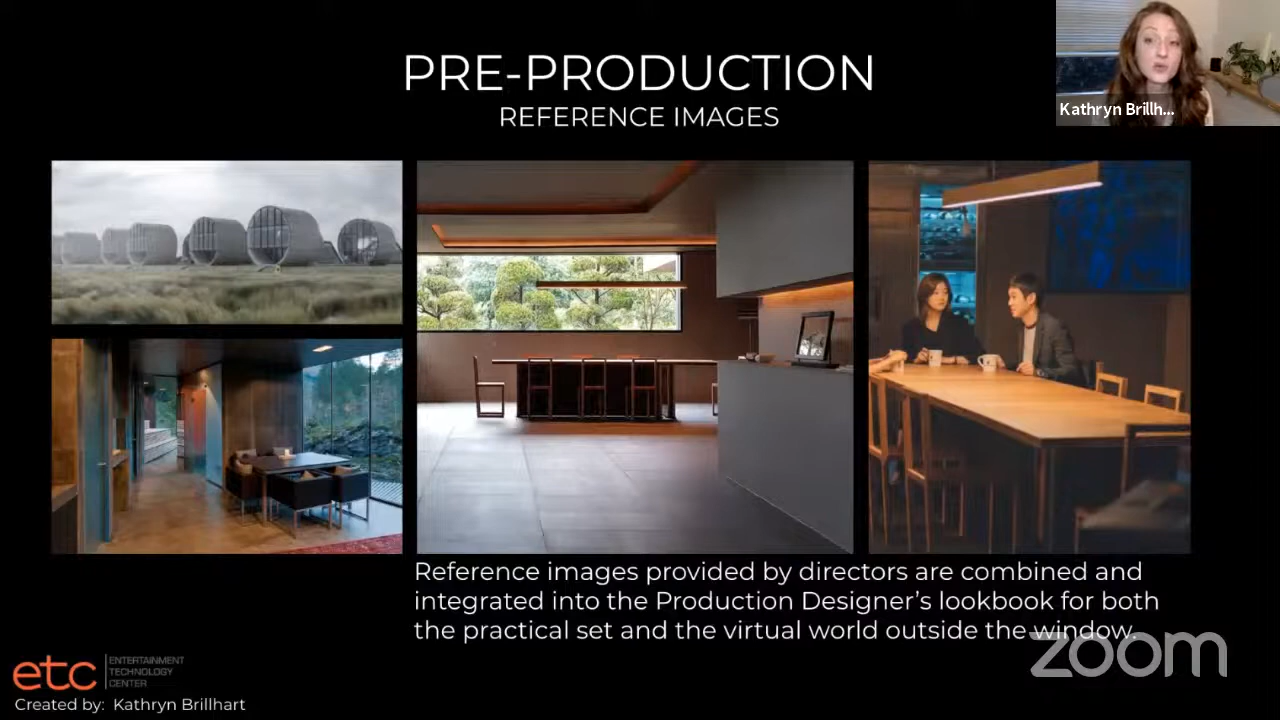 PRE-PRODUCTION
REFERENCE IMAGES
Kathryn Brillh...
Reference images provided by directors are combined and
integrated into the Production Designer's lookbook for both
the practical set and the virtual world outside the window.
zoom
etc ENTERTAINMENT
TECHNOLOGY
CENTER
Created by: Kathryn Brillhart